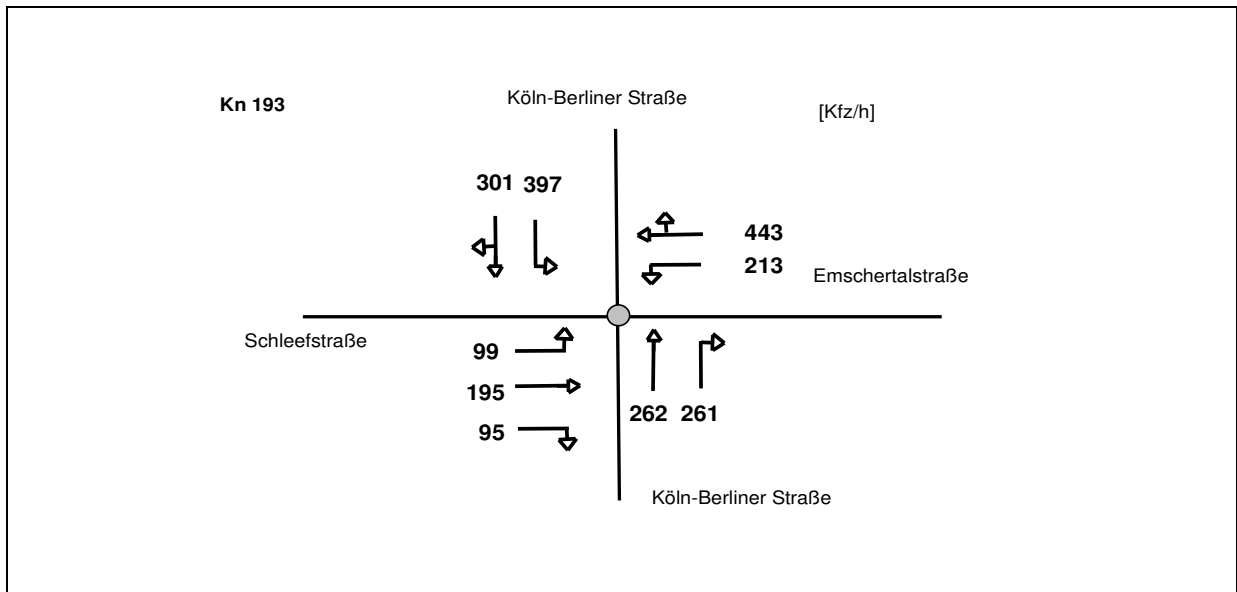 Kn 193
Köln-Berliner Straße
[Kfz/h]
301 397
443
213
Emschertalstraße
Schleefstraße
99
195
95
262 261
Köln-Berliner Straße